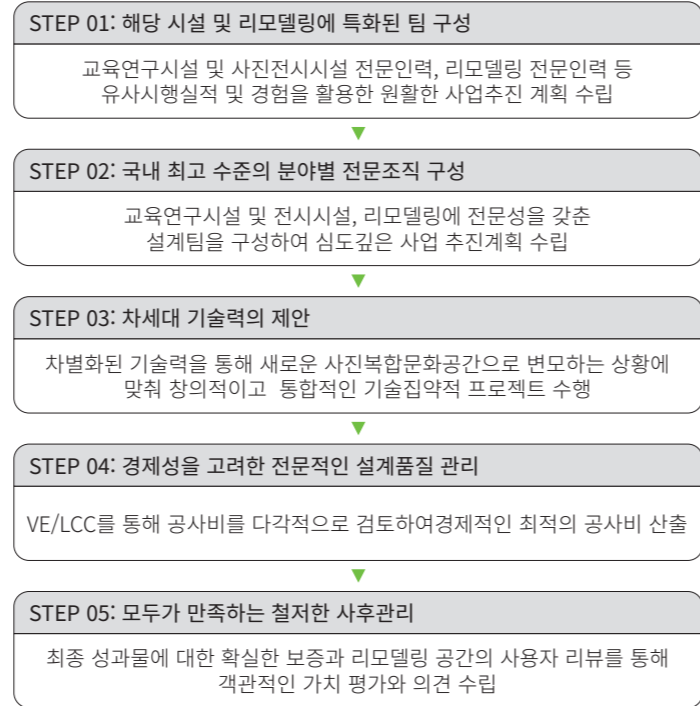 STEP 01: 해당 시설 및 리모델링에 특화된 팀 구성
교육연구시설 및 사진전시시설 전문인력, 리모델링 전문인력 등
유사시행실적 및 경험을 활용한 원활한 사업추진 계획 수립
STEP 02: 국내 최고 수준의 분야별 전문조직 구성
교육연구시설 및 전시시설, 리모델링에 전문성을 갖춘
설계팀을 구성하여 심도깊은 사업 추진계획 수립
STEP 03: 차세대 기술력의 제안
차별화된 기술력을 통해 새로운 사진복합문화공간으로 변모하는 상황에
맞춰 창의적이고 통합적인 기술집약적 프로젝트 수행
STEP 04: 경제성을 고려한 전문적인 설계품질 관리
VE/LCC를 통해 공사비를 다각적으로 검토하여경제적인 최적의 공사비 산출
STEP 05: 모두가 만족하는 철저한 사후관리
최종 성과물에 대한 확실한 보증과 리모델링 공간의 사용자 리뷰를 통해
객관적인 가치 평가와 의견 수립